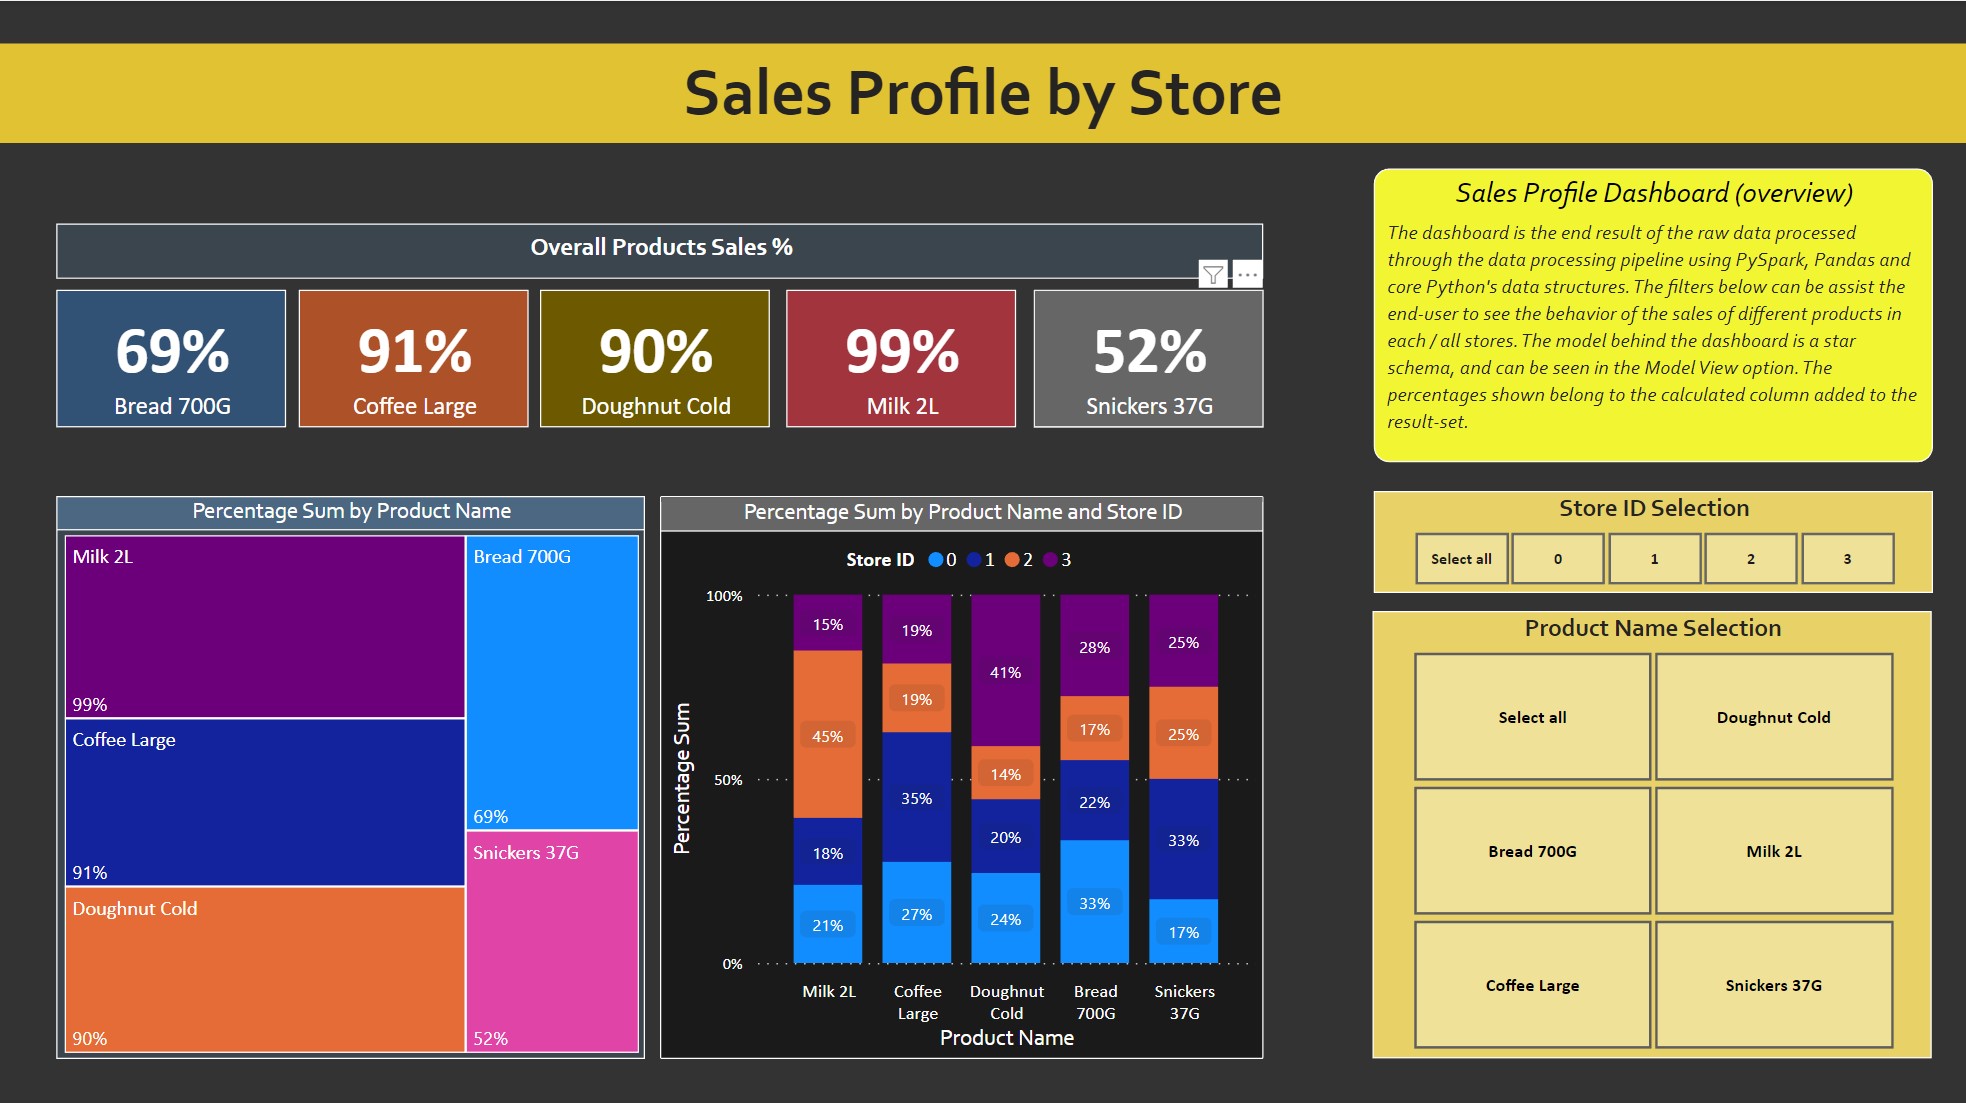 Sales Profile by Store
Overall Products Sales %
69%
Bread 700G
91%
Coffee Large
90%
Doughnut Cold
99%
Milk 2L
52%
Snickers 37G
Sales Profile Dashboard (overview)
The dashboard is the end result of the raw data processed
through the data processing pipeline using PySpark, Pandas and
core Python's data structures. The filters below can be assist the
end-user to see the behavior of the sales of different products in
each / all stores. The model behind the dashboard is a star
schema, and can be seen in the Model View option. The
percentages shown belong to the calculated column added to the
result-set.
Percentage Sum by Product Name
Milk 2L
99%
Coffee Large
91%
Doughnut Cold
90%
Bread 700G
69%
Snickers 37G
52%
Percentage Sum by Product Name and Store ID
Store ID 0 1 2 3
100%
50%
0%
Percentage Sum
15%
45%
18%
21%
19%
19%
35%
27%
41%
14%
20%
24%
28%
17%
22%
33%
25%
25%
33%
17%
Milk 2L
Coffee
Large
Doughnut
Cold
Bread
700G
Snickers
37G
Product Name
Store ID Selection
Select all 0 1 2 3
Product Name Selection
Select all
Doughnut Cold
Bread 700G
Milk 2L
Coffee Large
Snickers 37G